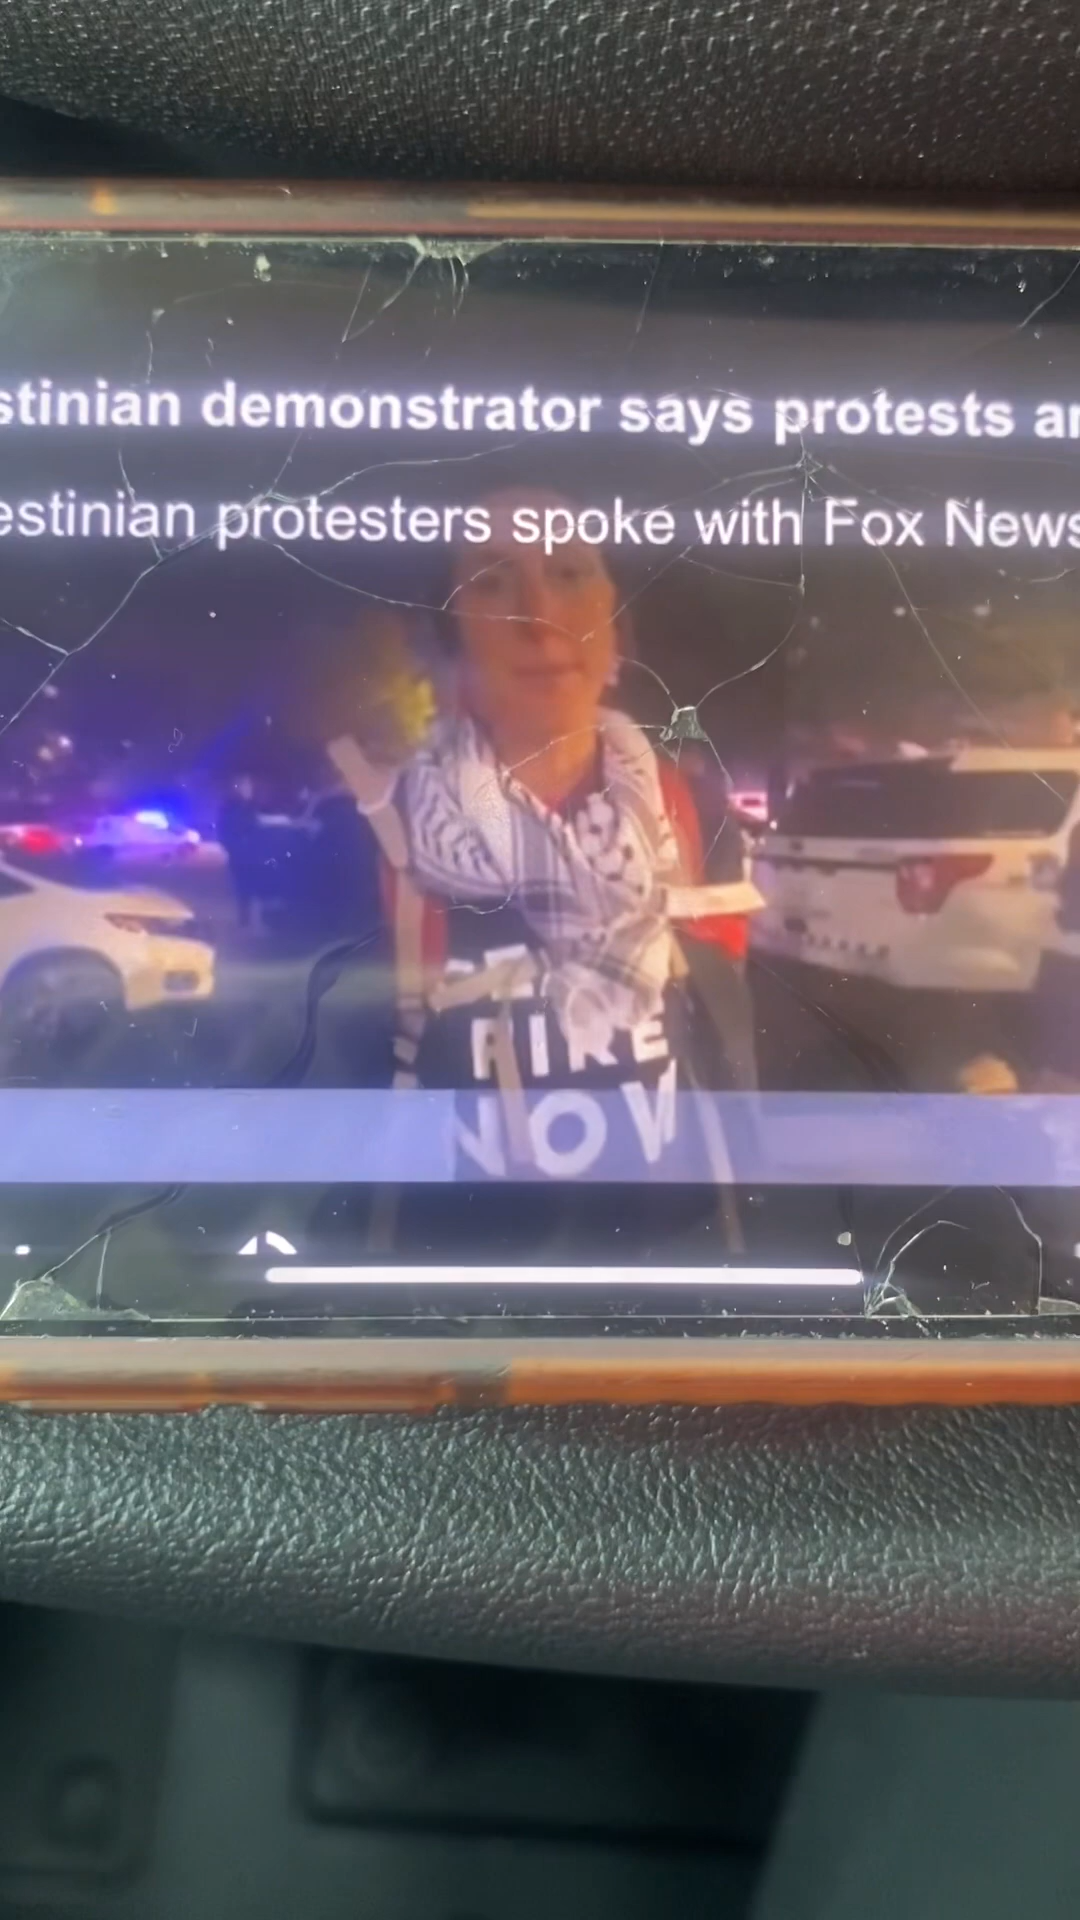 stinian demonstrator says protests ar
estinian protesters spoke with Fox News
FIRE
NOW